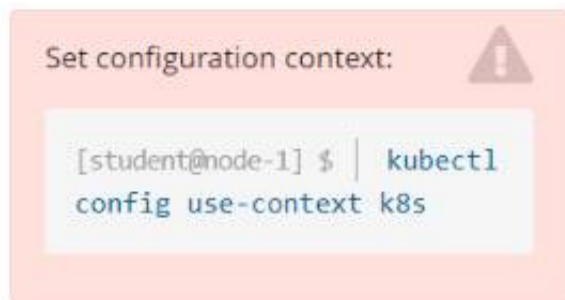 Set configuration context:
[student@node-1] $ | kubectl
config use-context k8s